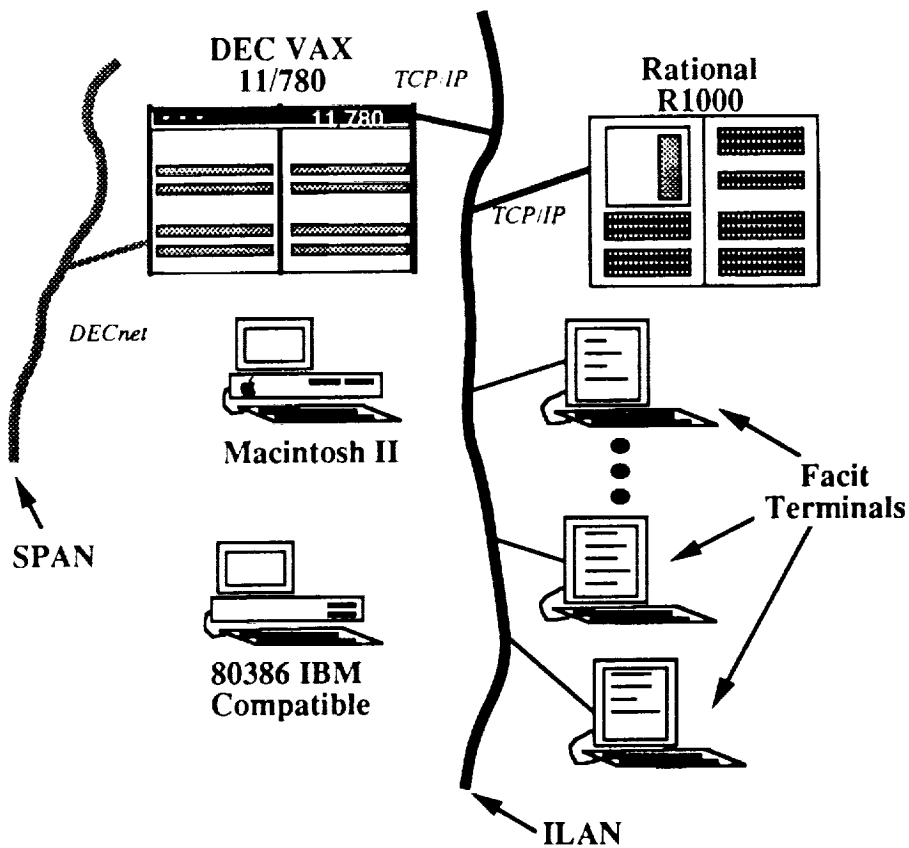 DEC VAX
11/780
TCP/IP
Rational
R1000
11,780
TCP/IP
DECnet
Macintosh II
Facit
Terminals
SPAN
80386 IBM
Compatible
ILAN